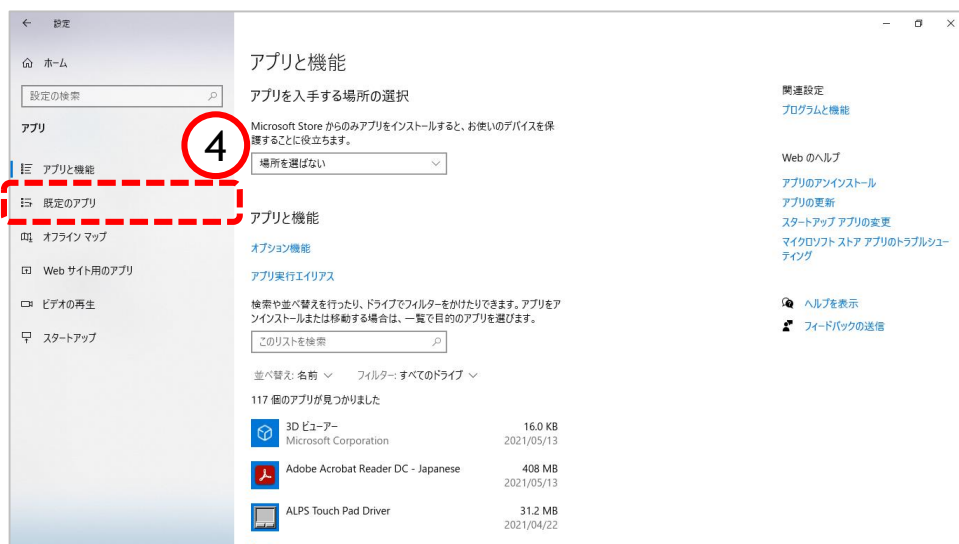 設定
ホーム
設定の検索
アプリ
アプリと機能
既定のアプリ
オフライン マップ
Web サイト用のアプリ
ビデオの再生
スタートアップ
4
アプリと機能
アプリを入手する場所の選択
Microsoft Store からのみアプリをインストールすると、お使いのデバイスを保
護することに役立ちます。
場所を選ばない
アプリと機能
オプション機能
アプリ実行エイリアス
検索や並べ替えを行ったり、ドライブでフィルターをかけたりできます。アプリをア
ンインストールまたは移動する場合は、一覧で目的のアプリを選びます。
このリストを検索
並べ替え: 名前 フィルター: すべてのドライブ
117 個のアプリが見つかりました
3D ビューアー 16.0 KB
Microsoft Corporation 2021/05/13
Adobe Acrobat Reader DC - Japanese 408 MB
2021/05/13
ALPS Touch Pad Driver 31.2 MB
2021/04/22
関連設定
プログラムと機能
Web のヘルプ
アプリのアンインストール
アプリの更新
スタートアップ アプリの変更
マイクロソフト ストア アプリのトラブルシュー
ティング
ヘルプを表示
フィードバックの送信